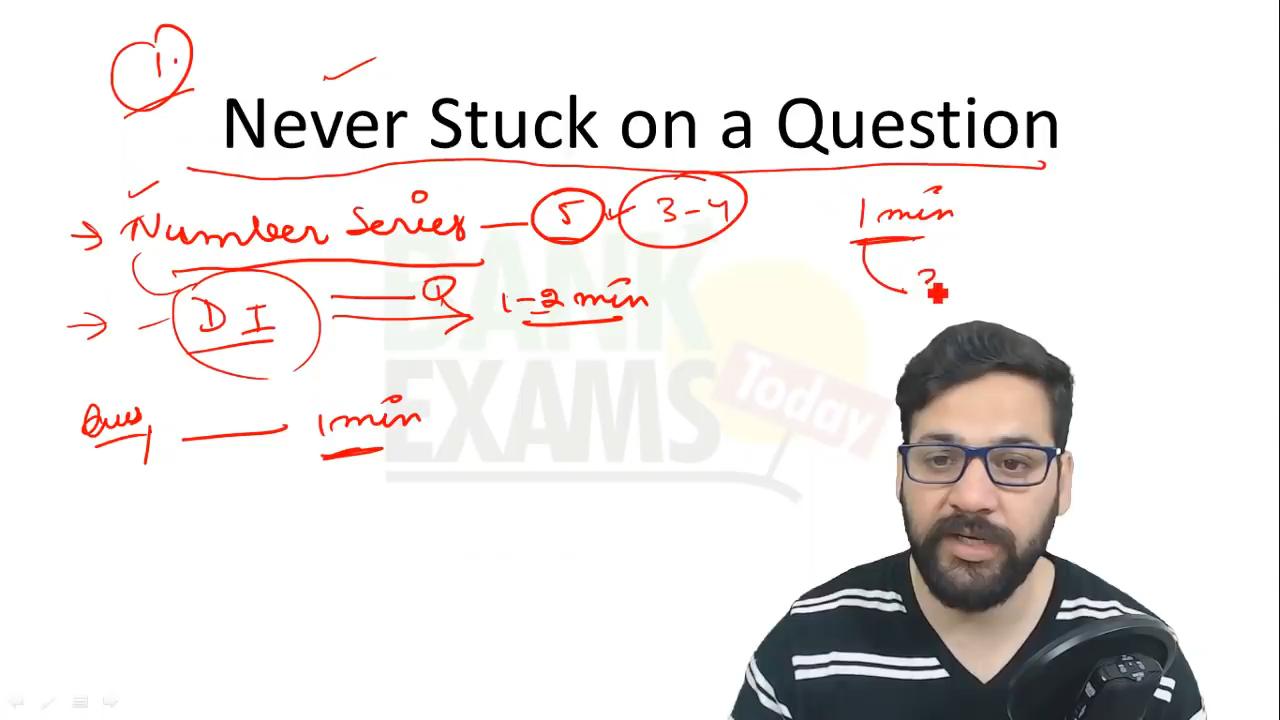 1.
Never Stuck on a Question
→ Number Series — 5 3-4
1 min
→ - DI Q 1-2 min
Ques — 1 min
BANK
EXAMS
Today